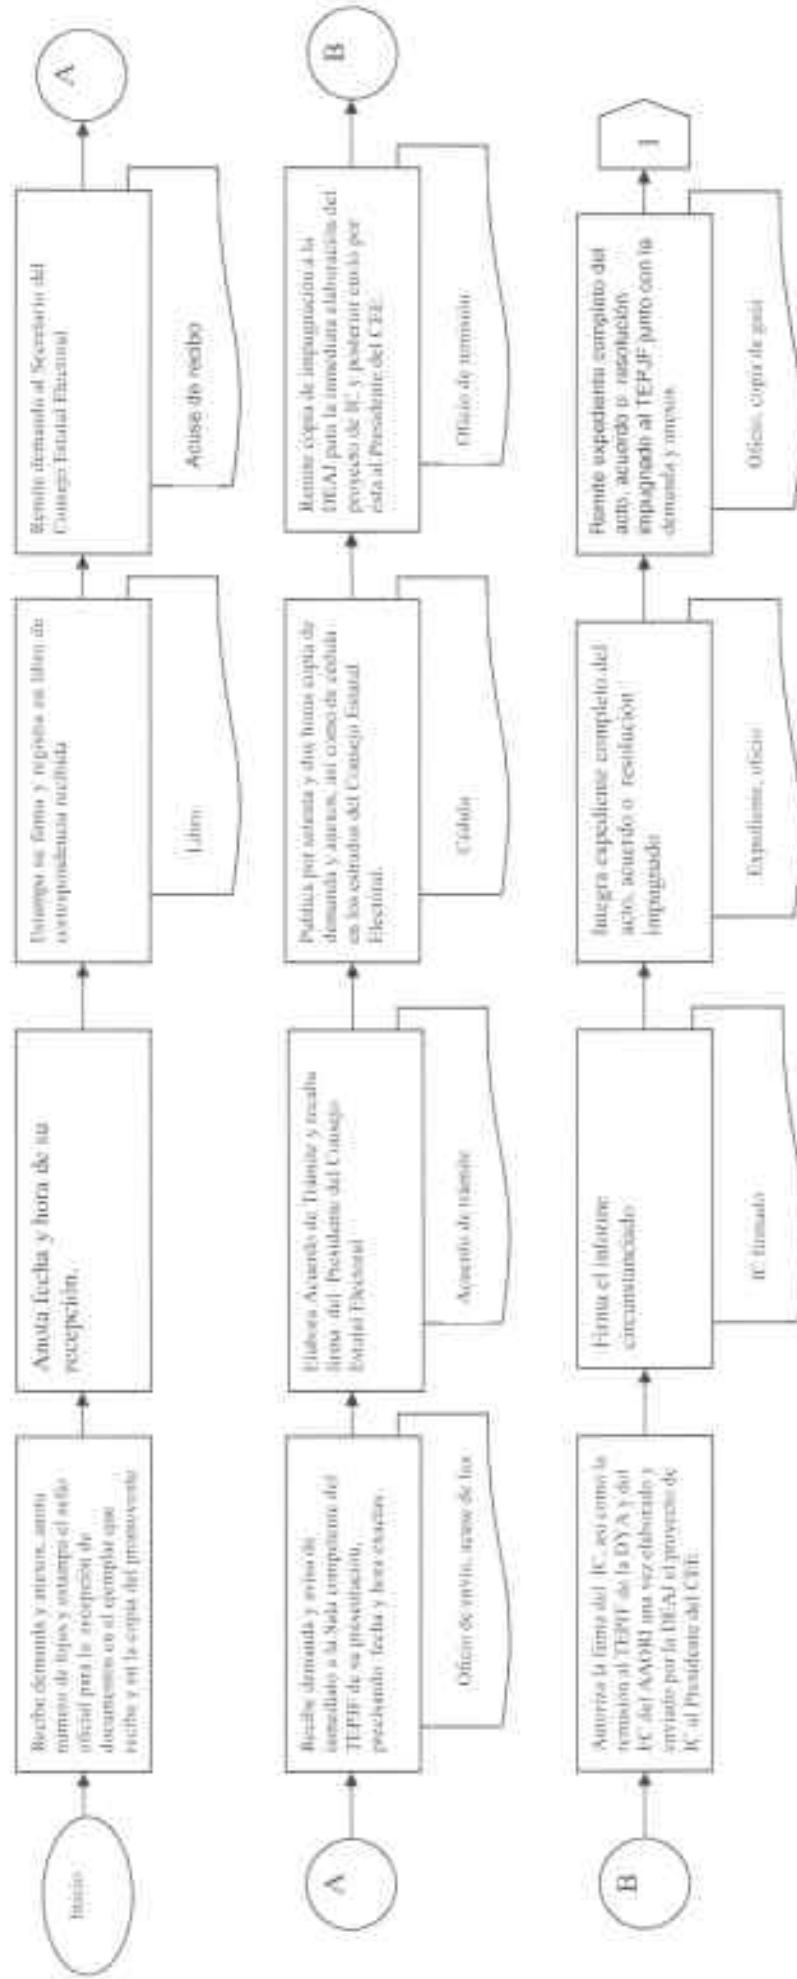 Inicio
Recibe demanda y anexos, anota
número de fojas y estampa el sello
oficial para la recepción de
documentos en el ejemplar que
recibe y en la copia del promovente
Anota fecha y hora de su
recepción.
Estampa su firma y registra en libro de
correspondencia recibida
Libro
Remite demanda al Secretario del
Consejo Estatal Electoral
Acuse de recibo
A
A
Recibe demanda y avisa de
inmediato a la Sala competente del
TEPJF de su presentación,
precisando fecha y hora exactas.
Oficio de envío, acuse de fax
Elabora Acuerdo de Trámite y recaba
firma del Presidente del Consejo
Estatal Electoral
Acuerdo de trámite
Publica por setenta y dos horas copia de
demanda y anexos, así como de cédula
en los estrados del Consejo Estatal
Electoral.
Cédula
Remite copia de impugnación a la
DEAJ para la inmediata elaboración del
proyecto de IC y posterior envío por
ésta al Presidente del CEE.
Oficio de remisión
B
B
Autoriza la firma del IC, así como la
remisión al TEPJF de la DYA y del
EC del AAORI una vez elaborado y
enviado por la DEAJ el proyecto de
IC al Presidente del CEE
Firma el informe
circunstanciado
IC firmado
Integra expediente completo del
acto, acuerdo o resolución
impugnado
Expediente, oficio
Remite expediente completo del
acto, acuerdo o resolución
impugnado al TEPJF junto con la
demanda y anexos
Oficio, copia de guía
1